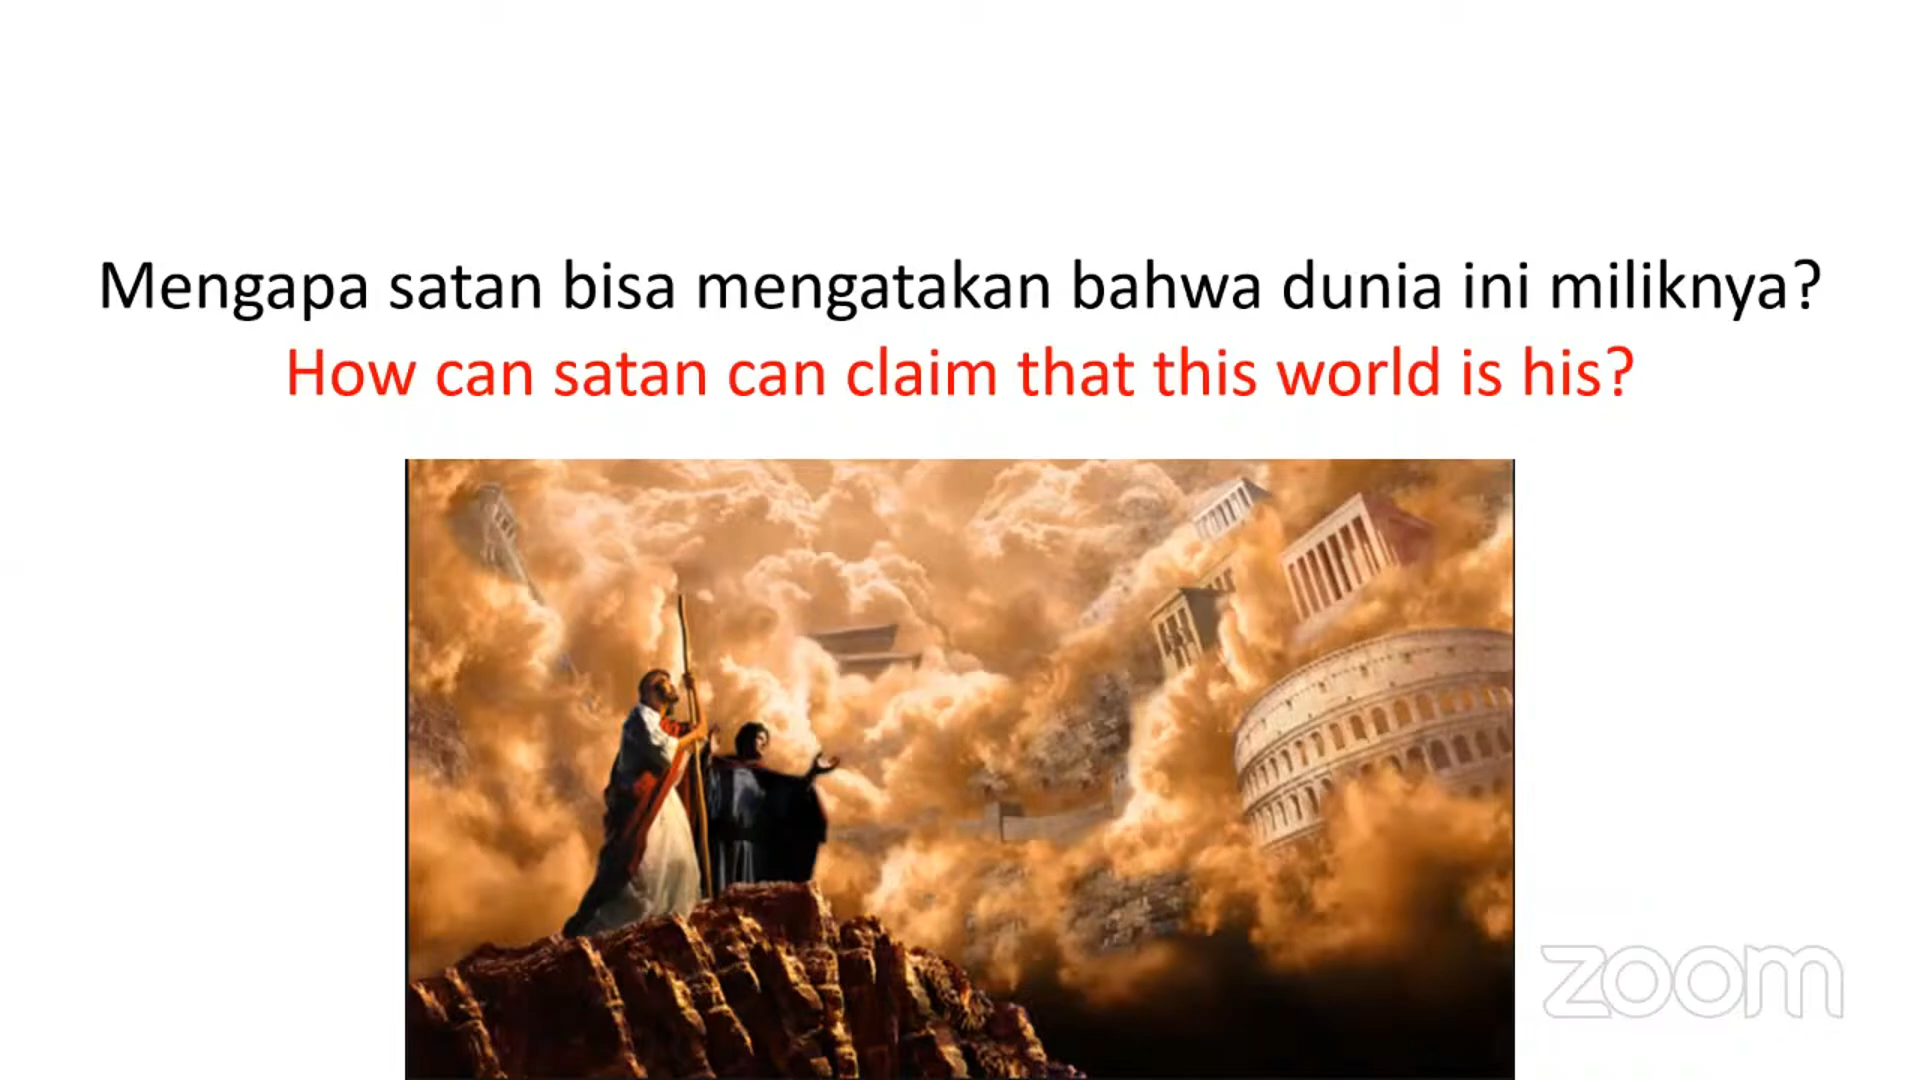 Mengapa satan bisa mengatakan bahwa dunia ini miliknya?
How can satan can claim that this world is his?
zoom